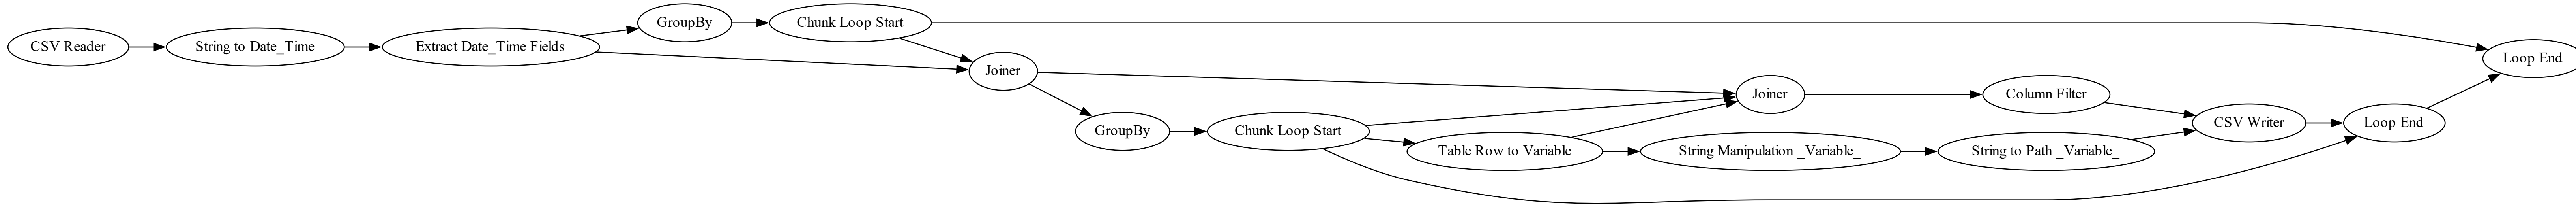 CSV Reader
String to Date_Time
Extract Date_Time Fields
GroupBy
Chunk Loop Start
Joiner
GroupBy
Chunk Loop Start
Table Row to Variable
String Manipulation _Variable_
String to Path _Variable_
Joiner
Column Filter
CSV Writer
Loop End
Loop End